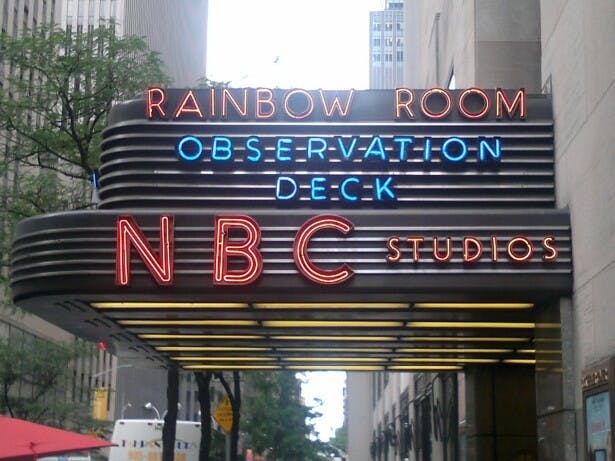 RAINBOW ROOM
OBSERVATION
DECK
NBC STUDIOS